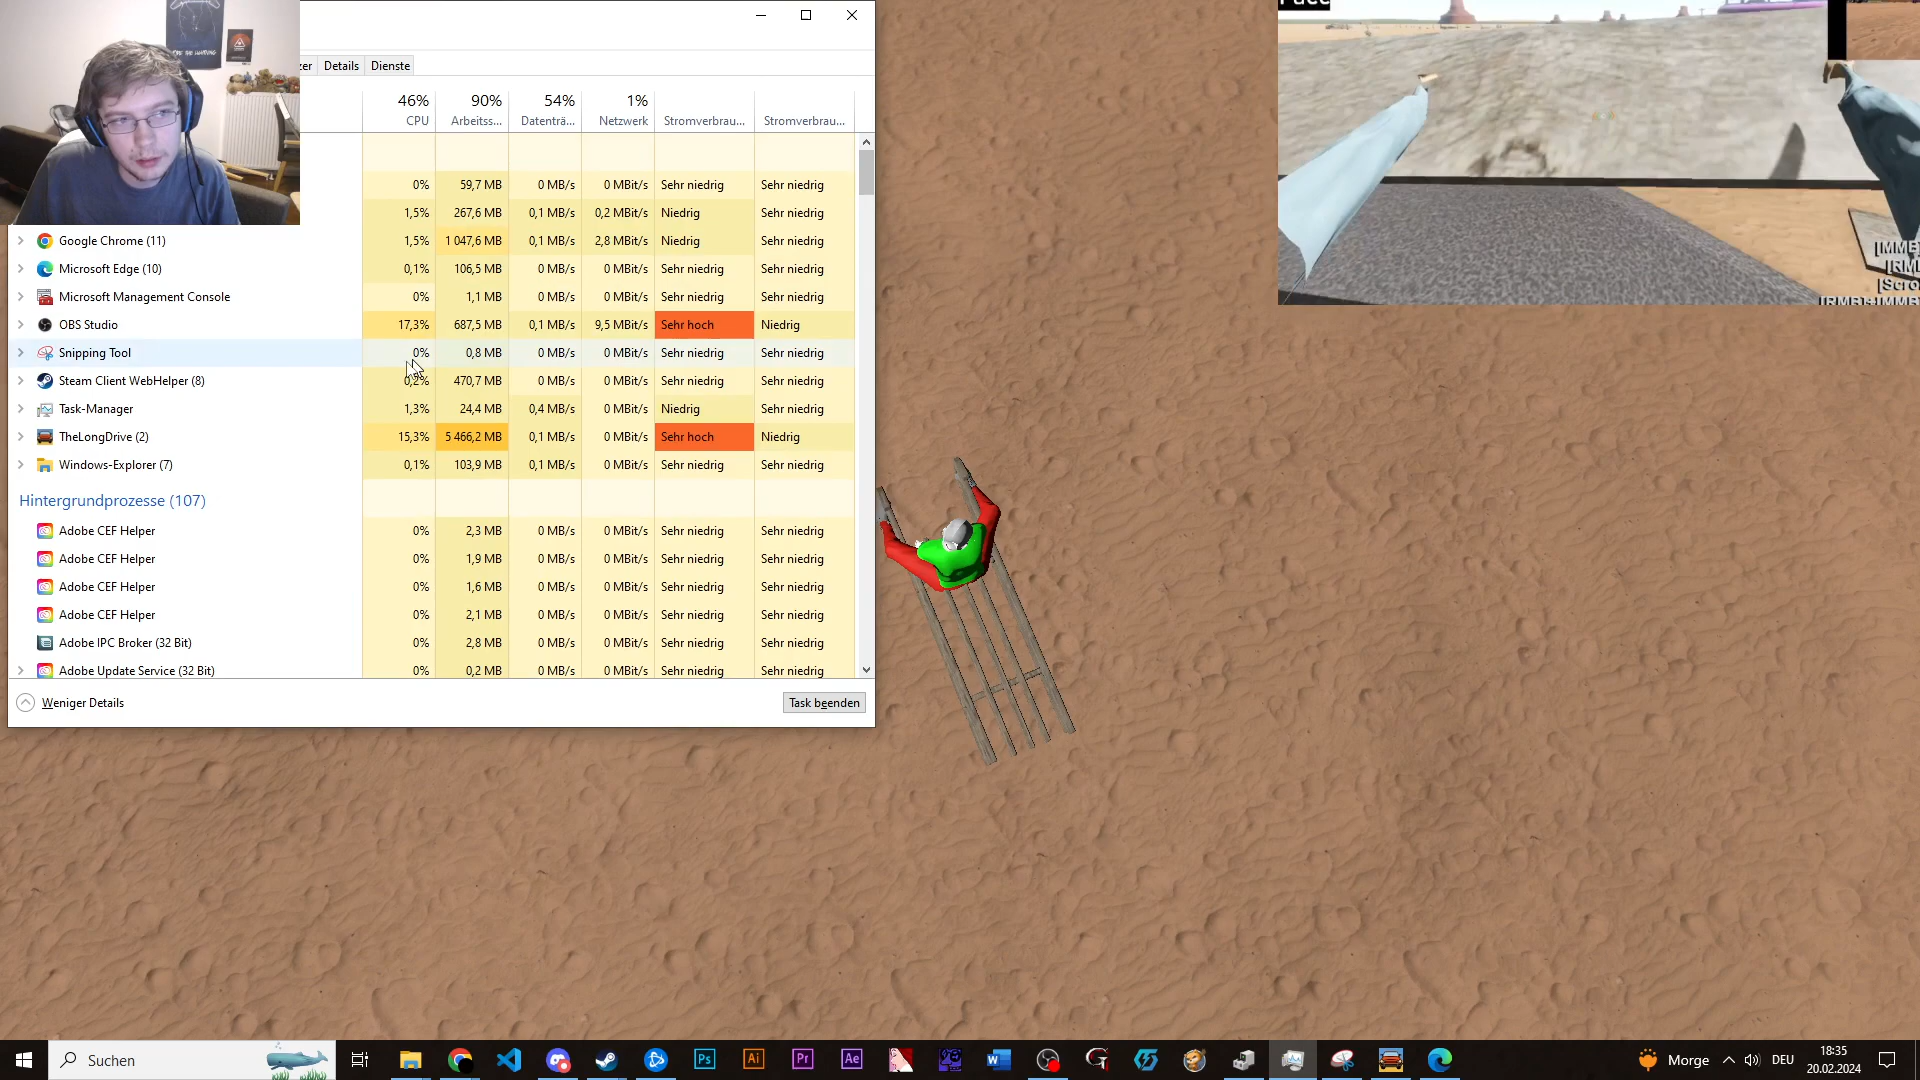 zer Details Dienste
46% 90% 54% 1%
CPU Arbeitss... Datenträ... Netzwerk Stromverbrau... Stromverbrau...
0% 59,7 MB 0 MB/s 0 MBit/s Sehr niedrig Sehr niedrig
1,5% 267,6 MB 0,1 MB/s 0,2 MBit/s Niedrig Sehr niedrig
Google Chrome (11) 1,5% 1 047,6 MB 0,1 MB/s 2,8 MBit/s Niedrig Sehr niedrig
Microsoft Edge (10) 0,1% 106,5 MB 0 MB/s 0 MBit/s Sehr niedrig Sehr niedrig
Microsoft Management Console 0% 1,1 MB 0 MB/s 0 MBit/s Sehr niedrig Sehr niedrig
OBS Studio 17,3% 687,5 MB 0,1 MB/s 9,5 MBit/s Sehr hoch Niedrig
Snipping Tool 0% 0,8 MB 0 MB/s 0 MBit/s Sehr niedrig Sehr niedrig
Steam Client WebHelper (8) 0,2% 470,7 MB 0 MB/s 0 MBit/s Sehr niedrig Sehr niedrig
Task-Manager 1,3% 24,4 MB 0,4 MB/s 0 MBit/s Niedrig Sehr niedrig
TheLongDrive (2) 15,3% 5 466,2 MB 0,1 MB/s 0 MBit/s Sehr hoch Niedrig
Windows-Explorer (7) 0,1% 103,9 MB 0,1 MB/s 0 MBit/s Sehr niedrig Sehr niedrig
Hintergrundprozesse (107)
Adobe CEF Helper 0% 2,3 MB 0 MB/s 0 MBit/s Sehr niedrig Sehr niedrig
Adobe CEF Helper 0% 1,9 MB 0 MB/s 0 MBit/s Sehr niedrig Sehr niedrig
Adobe CEF Helper 0% 1,6 MB 0 MB/s 0 MBit/s Sehr niedrig Sehr niedrig
Adobe CEF Helper 0% 2,1 MB 0 MB/s 0 MBit/s Sehr niedrig Sehr niedrig
Adobe IPC Broker (32 Bit) 0% 2,8 MB 0 MB/s 0 MBit/s Sehr niedrig Sehr niedrig
Adobe Update Service (32 Bit) 0% 0,2 MB 0 MB/s 0 MBit/s Sehr niedrig Sehr niedrig
Weniger Details Task beenden
[MMB]
[RM
[Scro
[RMB]+[MMB
Suchen Ps Ai Pr Ae Morge DEU 18:35
20.02.2024